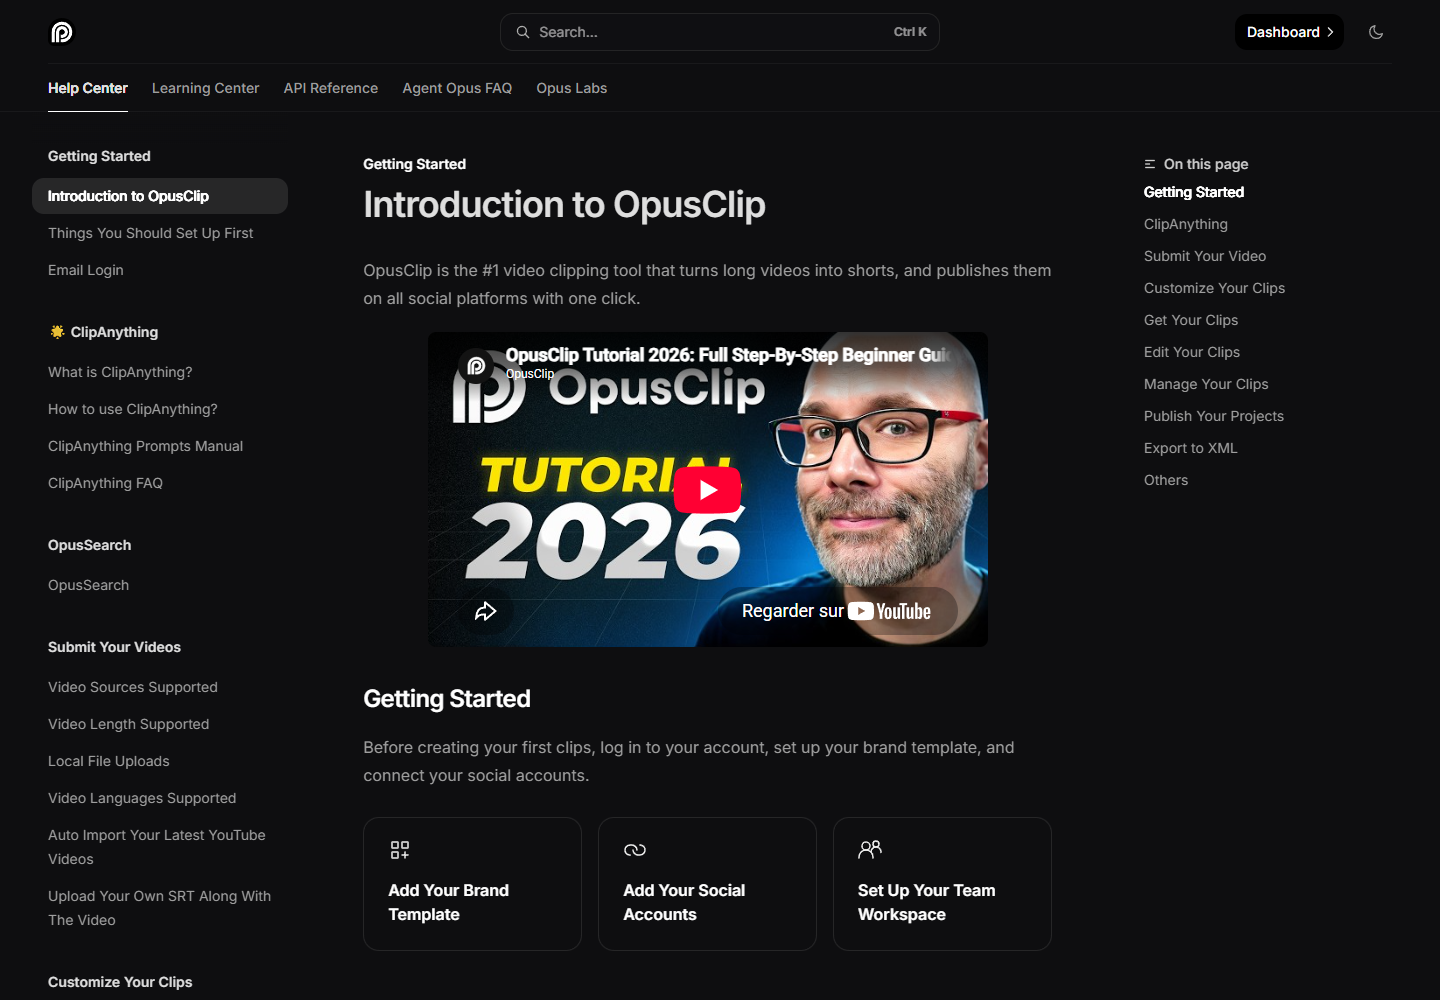 Search...
Ctrl K
Dashboard
Help Center
Learning Center
API Reference
Agent Opus FAQ
Opus Labs
Getting Started
Introduction to OpusClip
Things You Should Set Up First
Email Login
ClipAnything
What is ClipAnything?
How to use ClipAnything?
ClipAnything Prompts Manual
ClipAnything FAQ
OpusSearch
OpusSearch
Submit Your Videos
Video Sources Supported
Video Length Supported
Local File Uploads
Video Languages Supported
Auto Import Your Latest YouTube
Videos
Upload Your Own SRT Along With
The Video
Customize Your Clips
Getting Started
Introduction to OpusClip
OpusClip is the #1 video clipping tool that turns long videos into shorts, and publishes them
on all social platforms with one click.
OpusClip Tutorial 2026: Full Step-By-Step Beginner Gui
OpusClip
OpusClip
TUTORIAL
2026
Regarder sur YouTube
Getting Started
Before creating your first clips, log in to your account, set up your brand template, and
connect your social accounts.
Add Your Brand
Template
Add Your Social
Accounts
Set Up Your Team
Workspace
On this page
Getting Started
ClipAnything
Submit Your Video
Customize Your Clips
Get Your Clips
Edit Your Clips
Manage Your Clips
Publish Your Projects
Export to XML
Others